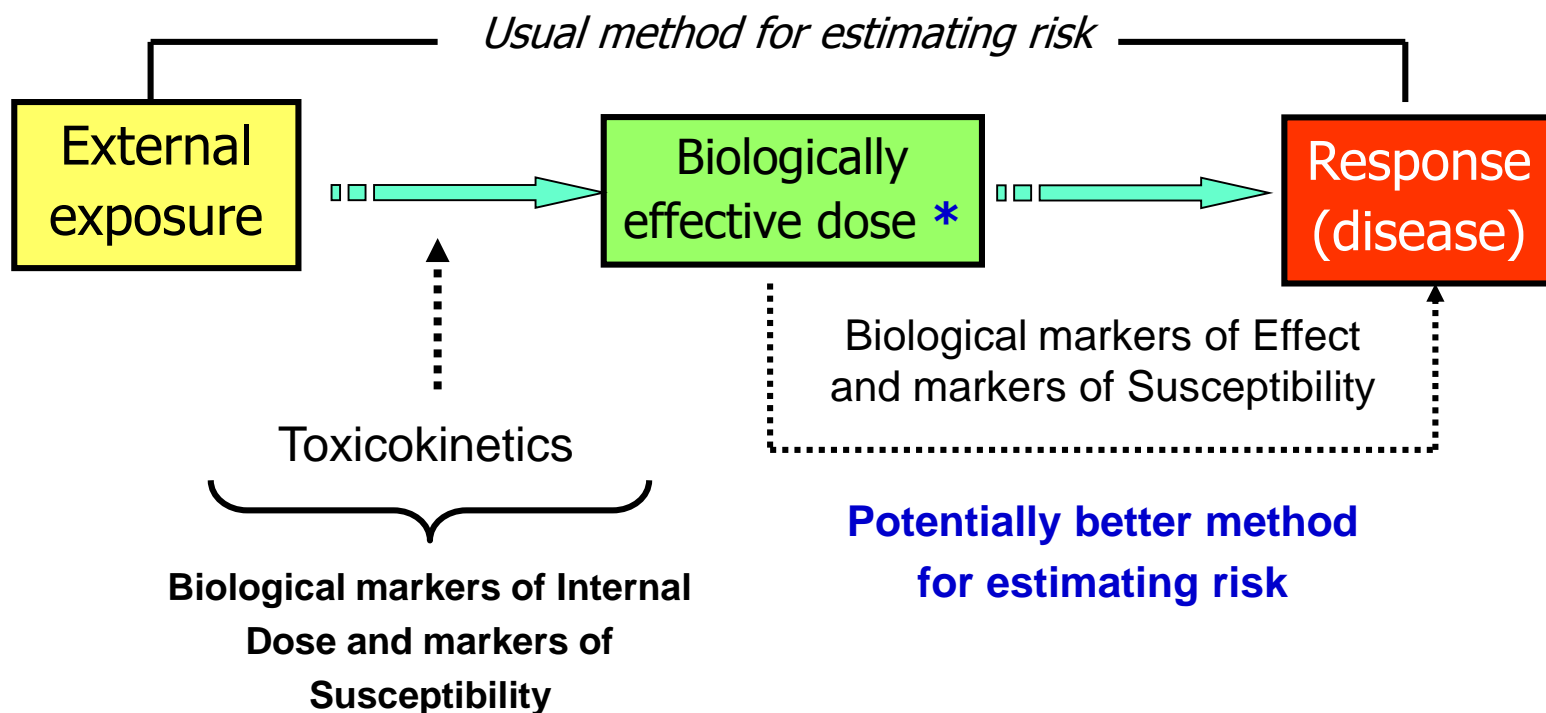 Usual method for estimating risk
External
exposure
Biologically
effective dose *
Response
(disease)
Biological markers of Effect
and markers of Susceptibility
Toxicokinetics
Potentially better method
for estimating risk
Biological markers of Internal
Dose and markers of
Susceptibility